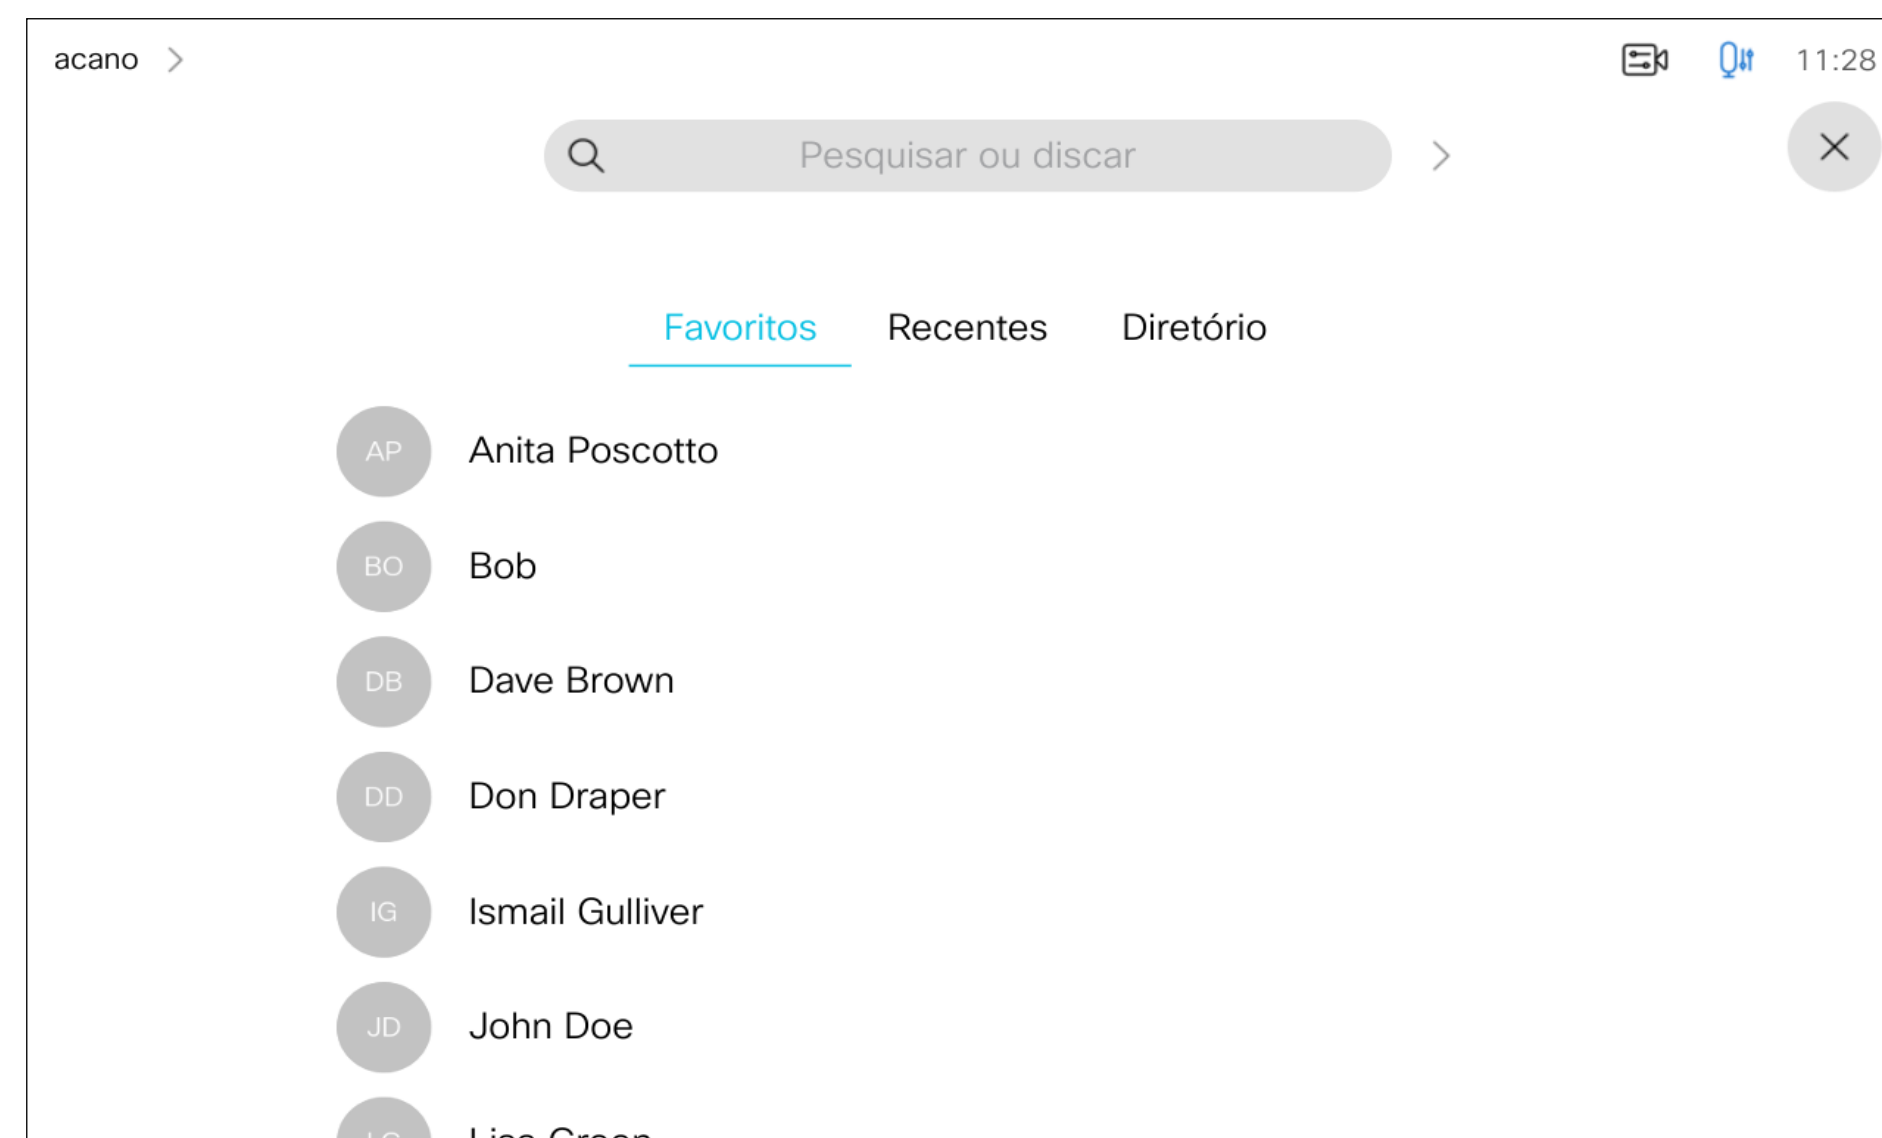 acano
11:28
Pesquisar ou discar
Favoritos Recentes Diretório
AP Anita Poscotto
BO Bob
DB Dave Brown
DD Don Draper
IG Ismail Gulliver
JD John Doe